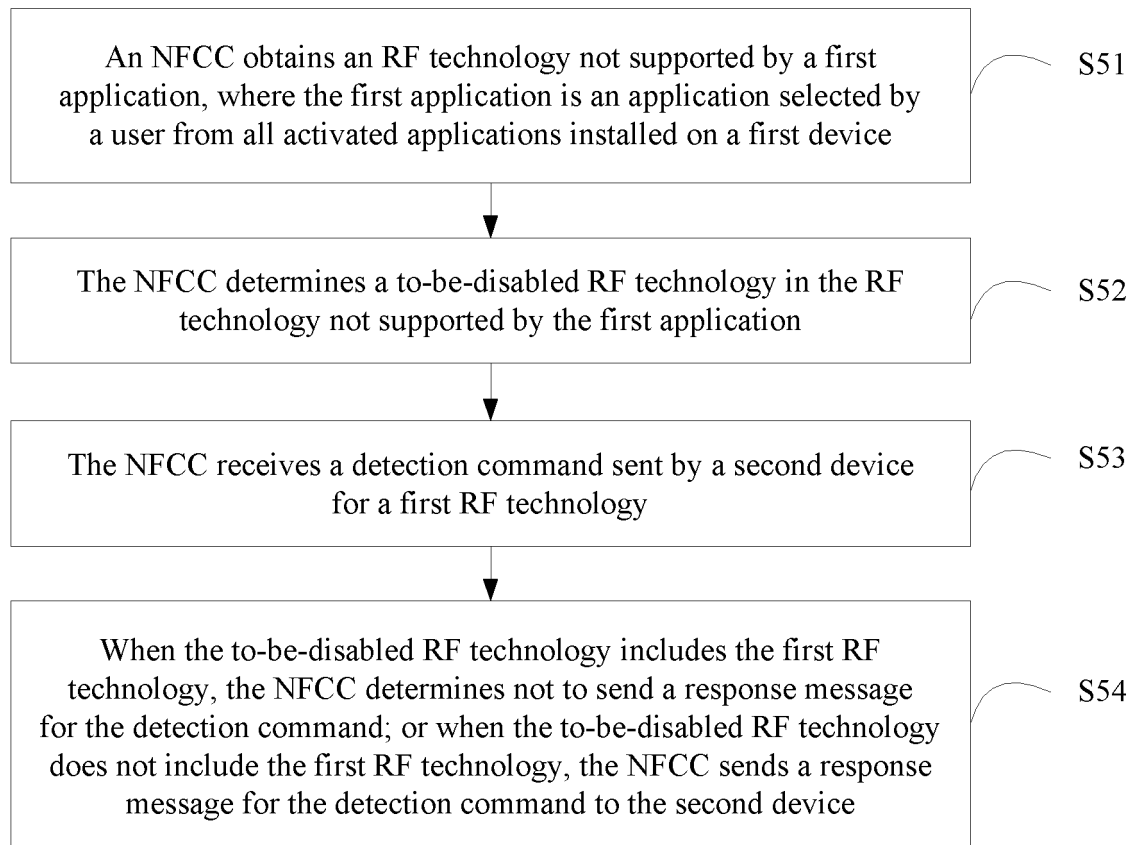 An NFCC obtains an RF technology not supported by a first
application, where the first application is an application selected by
a user from all activated applications installed on a first device
S51
The NFCC determines a to-be-disabled RF technology in the RF
technology not supported by the first application
S52
The NFCC receives a detection command sent by a second device
for a first RF technology
S53
When the to-be-disabled RF technology includes the first RF
technology, the NFCC determines not to send a response message
for the detection command; or when the to-be-disabled RF technology
does not include the first RF technology, the NFCC sends a response
message for the detection command to the second device
S54